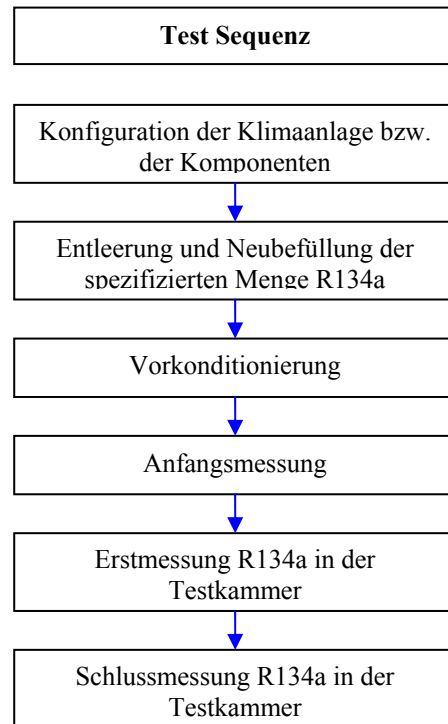 Test Sequenz
Konfiguration der Klimaanlage bzw.
der Komponenten
Entleerung und Neubefüllung der
spezifizierten Menge R134a
Vorkonditionierung
Anfangsmessung
Erstmessung R134a in der
Testkammer
Schlussmessung R134a in der
Testkammer